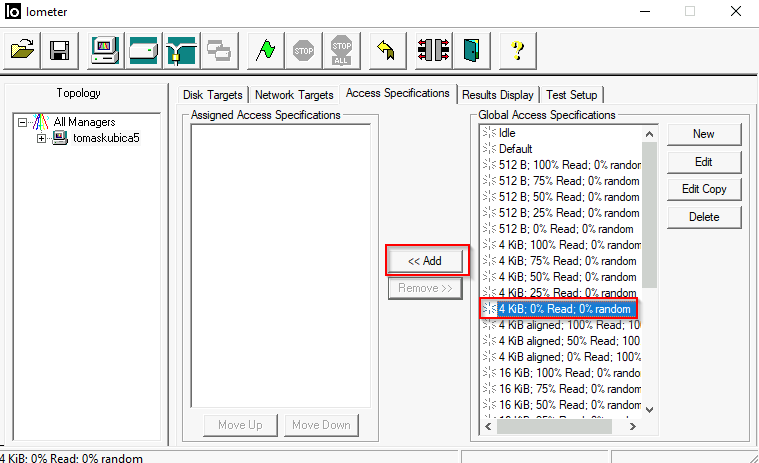 Iometer
STOP
STOP
ALL
?
Topology
All Managers
tomaskubica5
Disk Targets
Network Targets
Access Specifications
Results Display
Test Setup
Assigned Access Specifications
<< Add
Remove >>
Move Up
Move Down
Global Access Specifications
Idle
Default
512 B; 100% Read; 0% random
512 B; 75% Read; 0% random
512 B; 50% Read; 0% random
512 B; 25% Read; 0% random
512 B; 0% Read; 0% random
4 KiB; 100% Read; 0% random
4 KiB; 75% Read; 0% random
4 KiB; 50% Read; 0% random
4 KiB; 25% Read; 0% random
4 KiB; 0% Read; 0% random
4 KiB aligned; 100% Read; 10
4 KiB aligned; 50% Read; 100
4 KiB aligned; 0% Read; 100%
16 KiB; 100% Read; 0% random
16 KiB; 75% Read; 0% random
16 KiB; 50% Read; 0% random
16 KiB; 25% Read; 0% random
New
Edit
Edit Copy
Delete
4 KiB; 0% Read; 0% random